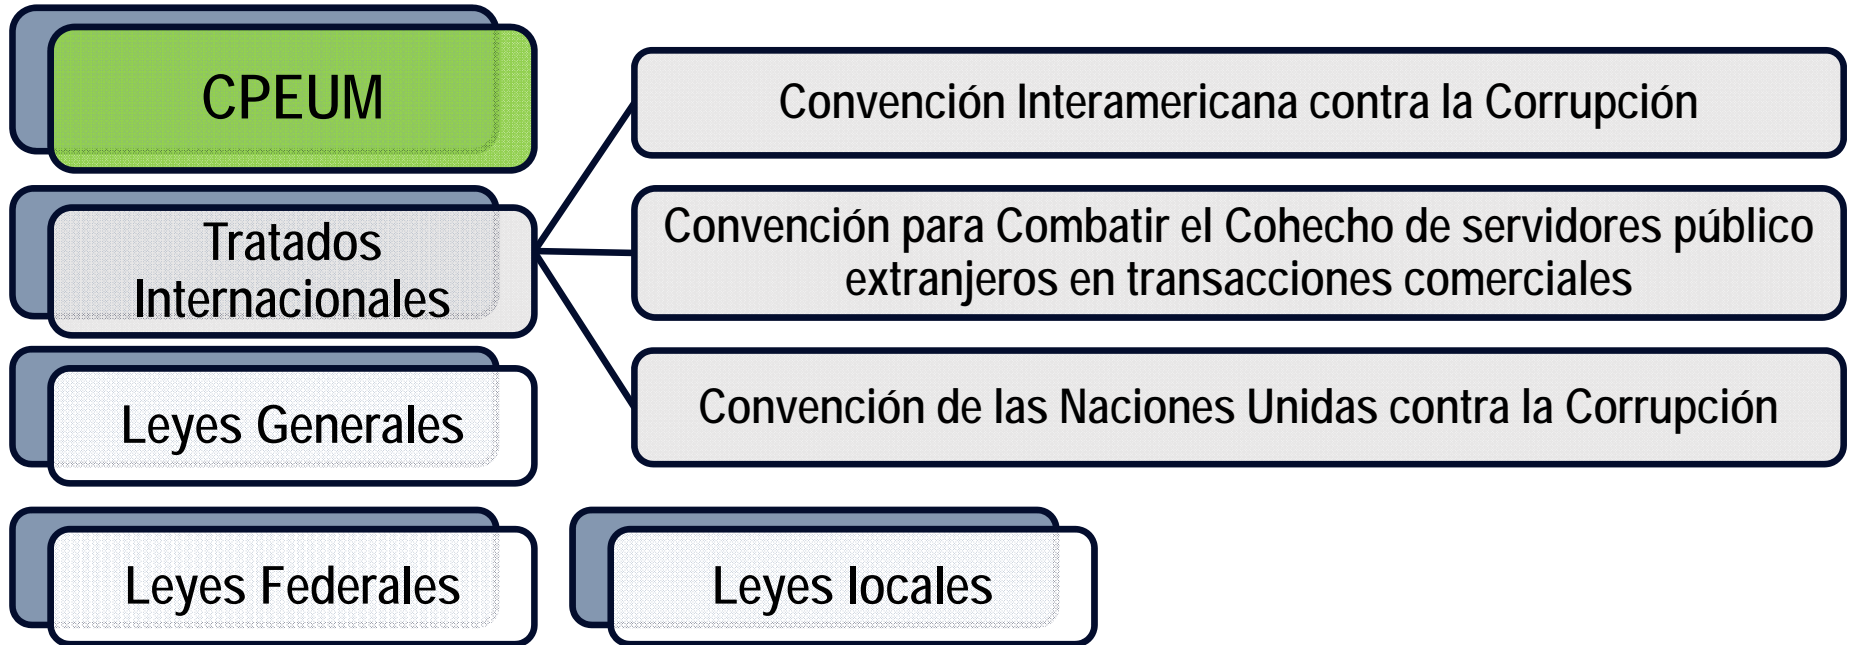 CPEUM
Convención Interamericana contra la Corrupción
Tratados
Internacionales
Convención para Combatir el Cohecho de servidores público
extranjeros en transacciones comerciales
Convención de las Naciones Unidas contra la Corrupción
Leyes Generales
Leyes Federales
Leyes locales